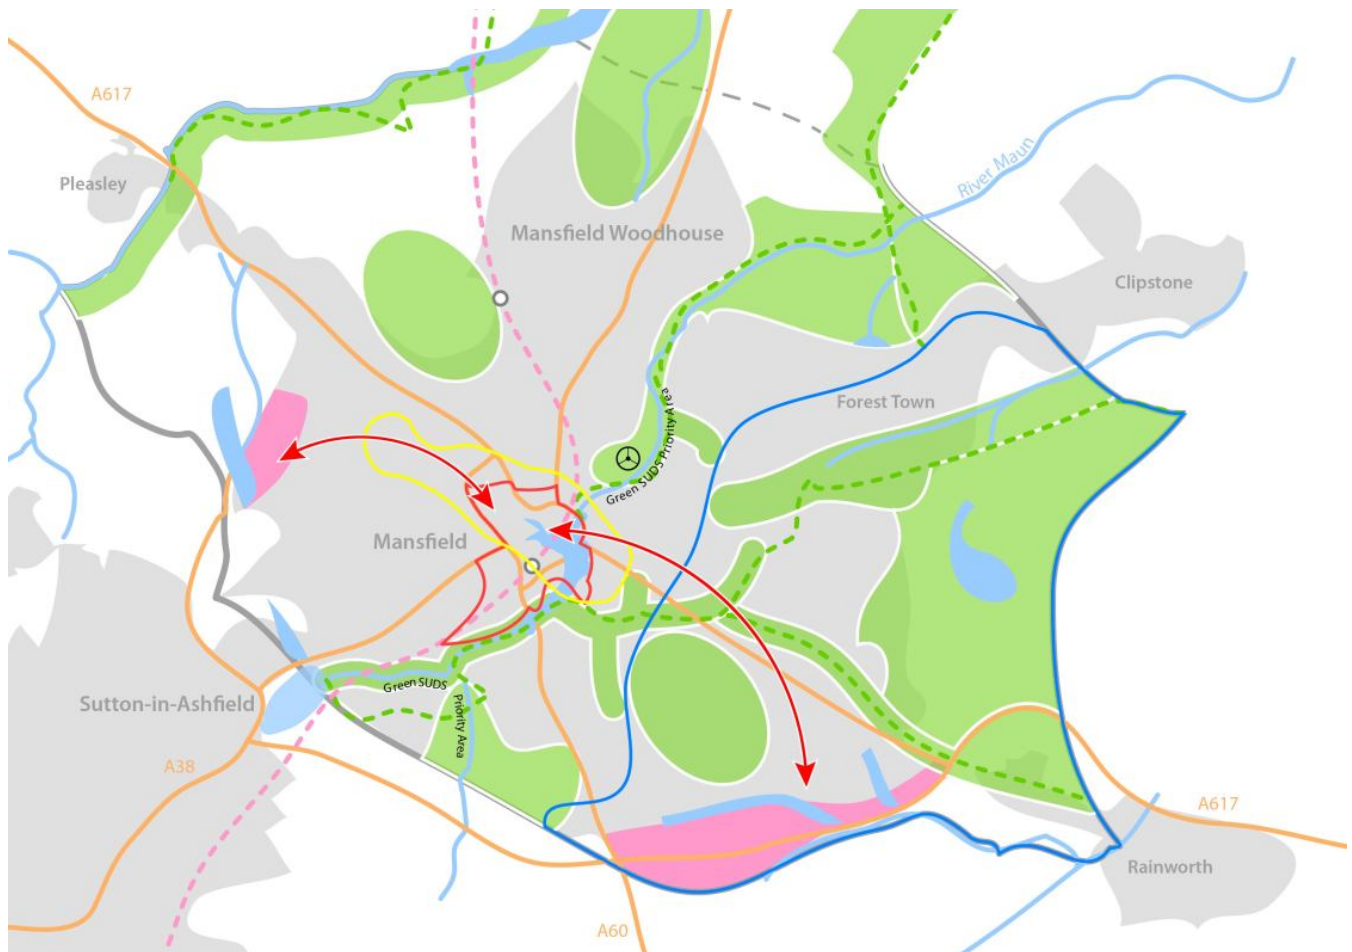 A617
Pleasley
River Maun
Mansfield Woodhouse
Clipstone
Forest Town
Green SUDS Priority Area
Mansfield
Green SUDS
Priority Area
Sutton-in-Ashfield
A38
A617
Rainworth
A60